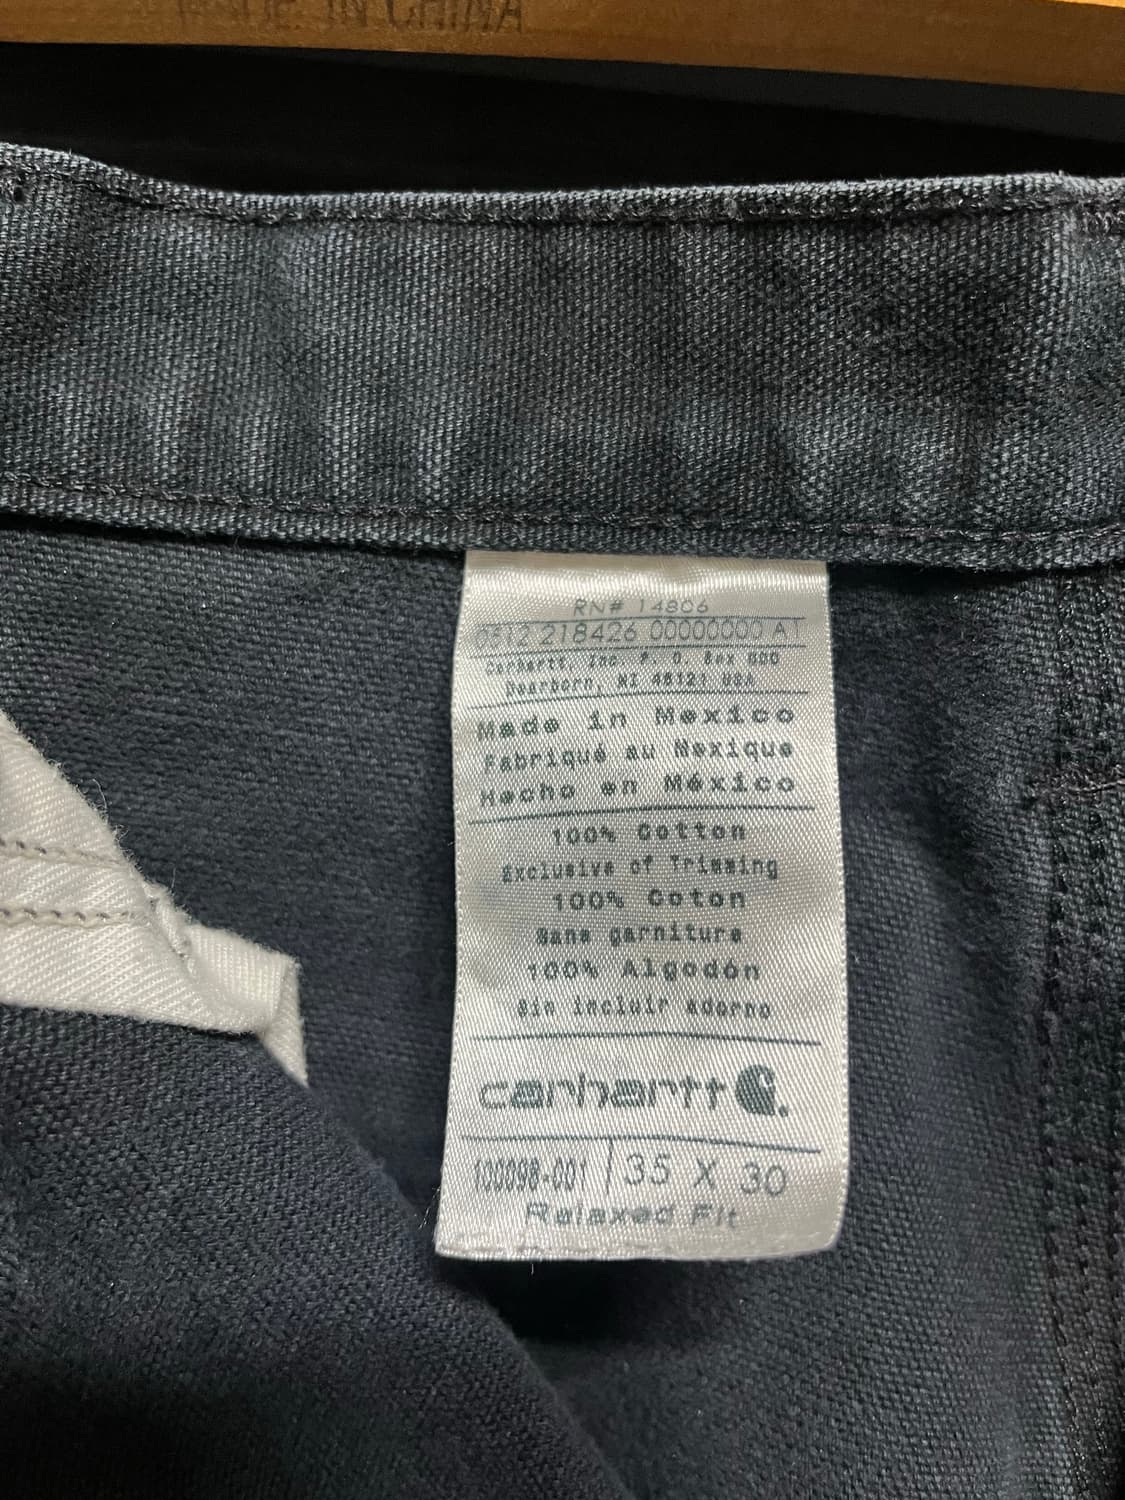 MADE IN CHINA
RN# 14806
0512 218426 00000000 A1
Carhartt, Inc. P. O. Box 600
Dearborn, MI 48121 USA
Made in Mexico
Fabriqué au Mexique
Hecho en México
100% Cotton
Exclusive of Trimming
100% Coton
Sans garniture
100% Algodón
Sin incluir adorno
carhartt
100098-001 35 X 30
Relaxed Fit